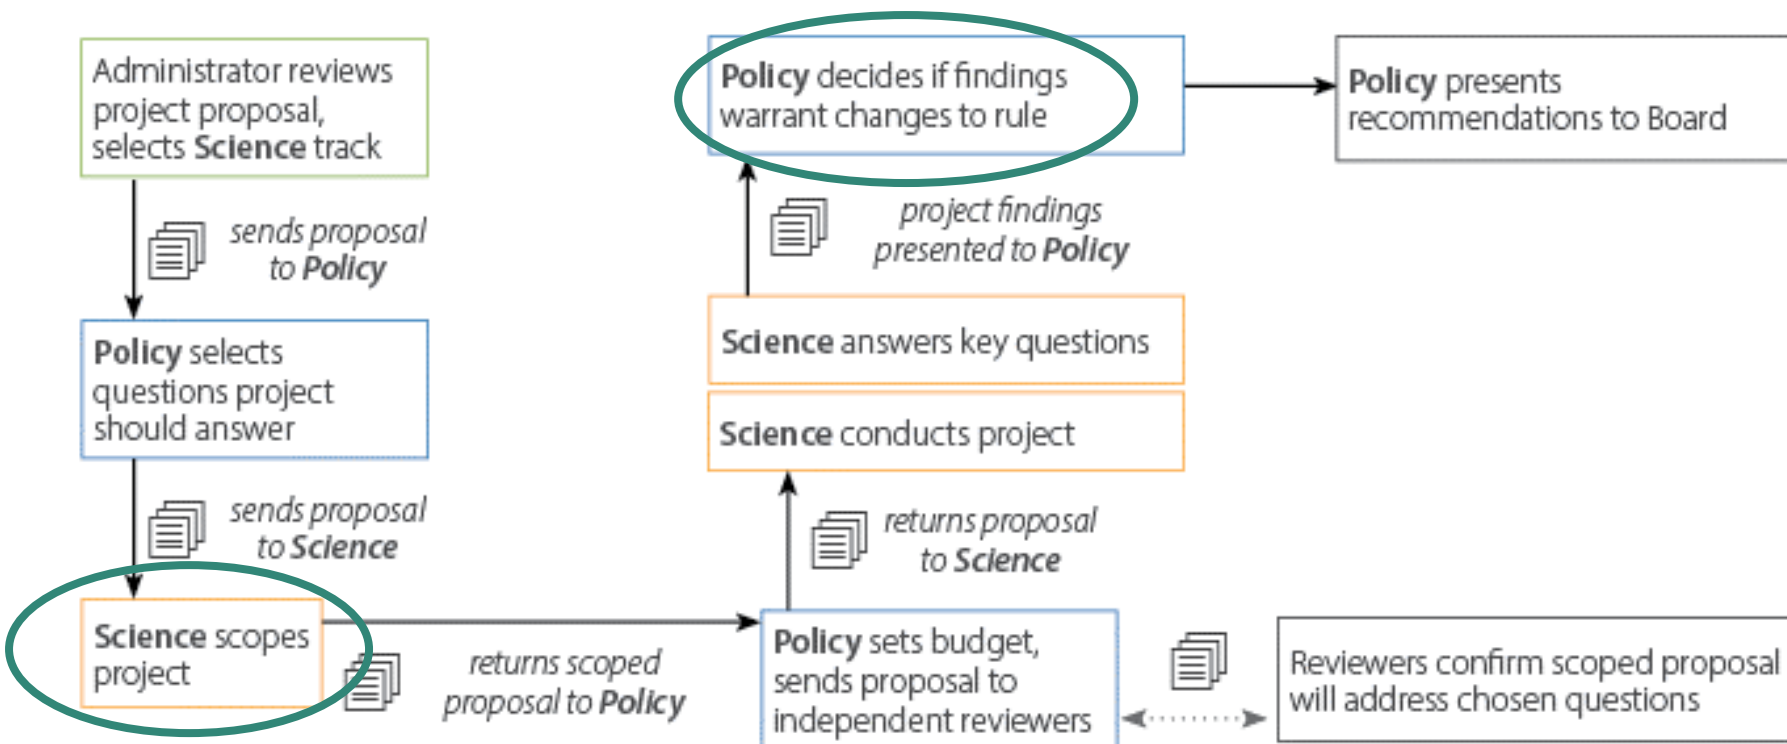 Administrator reviews
project proposal,
selects Science track
sends proposal
to Policy
Policy selects
questions project
should answer
sends proposal
to Science
Science scopes
project
returns scoped
proposal to Policy
Policy sets budget,
sends proposal to
independent reviewers
Reviewers confirm scoped proposal
will address chosen questions
returns proposal
to Science
Science conducts project
Science answers key questions
project findings
presented to Policy
Policy decides if findings
warrant changes to rule
Policy presents
recommendations to Board